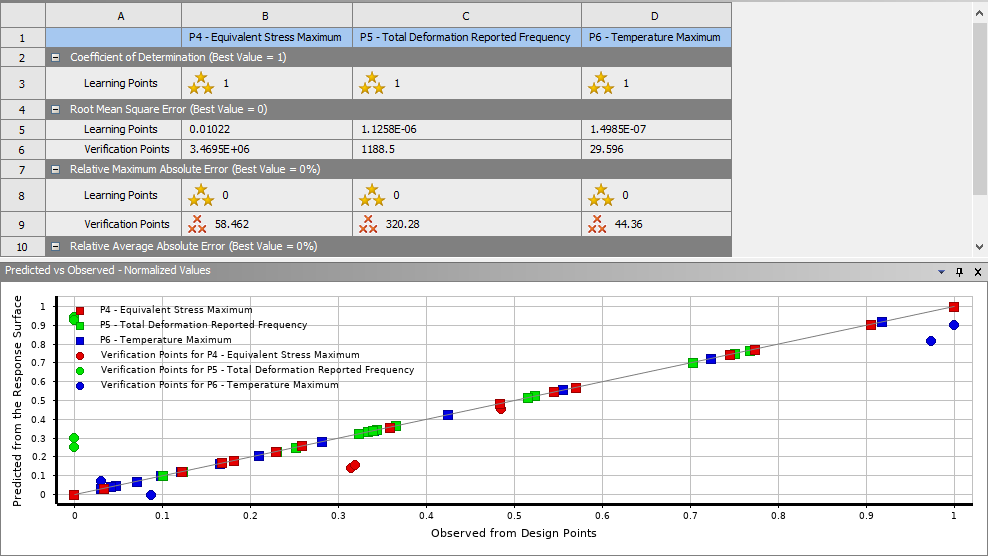 A B C D
1 P4 - Equivalent Stress Maximum P5 - Total Deformation Reported Frequency P6 - Temperature Maximum
2 Coefficient of Determination (Best Value = 1)
3 Learning Points 1 1 1
4 Root Mean Square Error (Best Value = 0)
5 Learning Points 0.01022 1.1258E-06 1.4985E-07
6 Verification Points 3.4695E+06 1188.5 29.596
7 Relative Maximum Absolute Error (Best Value = 0%)
8 Learning Points 0 0 0
9 Verification Points 58.462 320.28 44.36
10 Relative Average Absolute Error (Best Value = 0%)
Predicted vs Observed - Normalized Values
Predicted from the Response Surface
1
0.9
0.8
0.7
0.6
0.5
0.4
0.3
0.2
0.1
0
P4 - Equivalent Stress Maximum
P5 - Total Deformation Reported Frequency
P6 - Temperature Maximum
Verification Points for P4 - Equivalent Stress Maximum
Verification Points for P5 - Total Deformation Reported Frequency
Verification Points for P6 - Temperature Maximum
0 0.1 0.2 0.3 0.4 0.5 0.6 0.7 0.8 0.9 1
Observed from Design Points